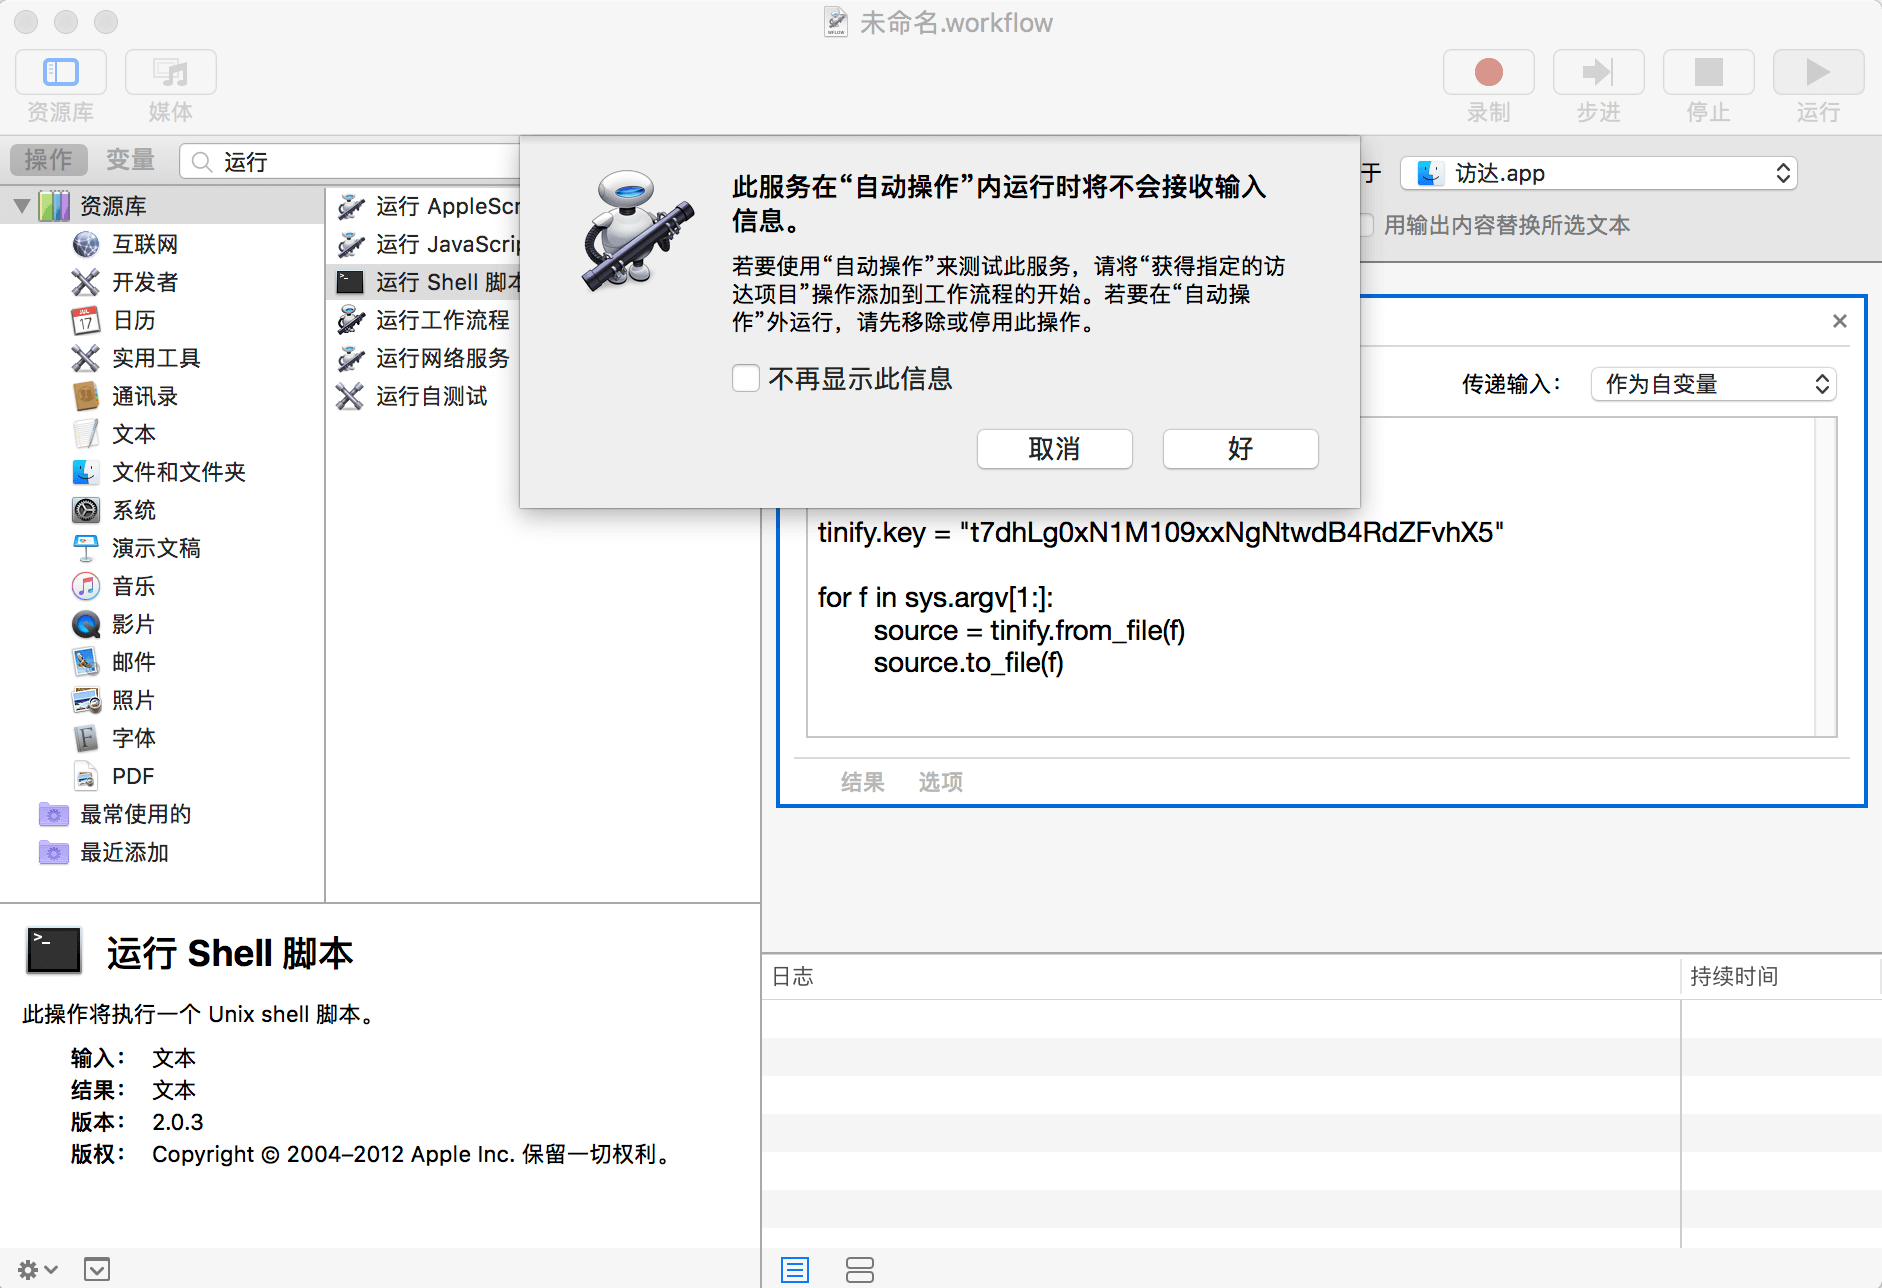 未命名.workflow
资源库
媒体
录制
步进
停止
运行
操作
变量
运行
于
访达.app
用输出内容替换所选文本
此服务在“自动操作”内运行时将不会接收输入
信息。
若要使用“自动操作”来测试此服务，请将“获得指定的访
达项目”操作添加到工作流程的开始。若要在“自动操
作”外运行，请先移除或停用此操作。
不再显示此信息
取消
好
资源库
互联网
开发者
日历
实用工具
通讯录
文本
文件和文件夹
系统
演示文稿
音乐
影片
邮件
照片
字体
PDF
最常使用的
最近添加
运行 AppleScr
运行 JavaScrip
运行 Shell 脚本
运行工作流程
运行网络服务
运行自测试
传递输入：
作为自变量
tinify.key = "t7dhLg0xN1M109xxNgNtwdB4RdZFvhX5"
for f in sys.argv[1:]:
source = tinify.from_file(f)
source.to_file(f)
结果
选项
运行 Shell 脚本
此操作将执行一个 Unix shell 脚本。
输入： 文本
结果： 文本
版本： 2.0.3
版权： Copyright © 2004–2012 Apple Inc. 保留一切权利。
日志
持续时间